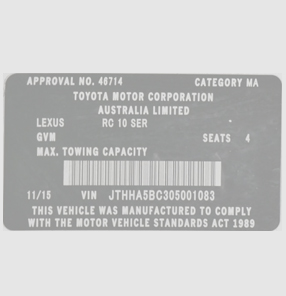 APPROVAL NO. 46714 CATEGORY MA
TOYOTA MOTOR CORPORATION
AUSTRALIA LIMITED
LEXUS RC 10 SER
GVM SEATS 4
MAX. TOWING CAPACITY
11/15 VIN JTHHA5BC305001083
THIS VEHICLE WAS MANUFACTURED TO COMPLY
WITH THE MOTOR VEHICLE STANDARDS ACT 1989